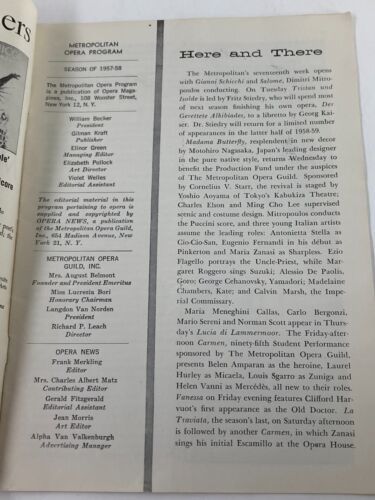 ers
METROPOLITAN
OPERA PROGRAM
SEASON OF 1957-58
The Metropolitan Opera Program
is a publication of Opera Maga-
zines, Inc., 108 Wooster Street,
New York 12, N. Y.
William Becker
President
Gilman Kraft
Publisher
Elinor Green
Managing Editor
Elizabeth Pollock
Art Director
Violet Welles
Editorial Assistant
The editorial material in this
program pertaining to opera is
supplied and copyrighted by
OPERA NEWS, a publication
of the Metropolitan Opera Guild,
Inc., 654 Madison Avenue, New
York 21, N. Y.
METROPOLITAN OPERA
GUILD, INC.
Mrs. August Belmont
Founder and President Emeritus
Miss Lucrezia Bori
Honorary Chairman
Langdon Van Norden
President
Richard P. Leach
Director
OPERA NEWS
Frank Merkling
Editor
Mrs. Charles Albert Matz
Contributing Editor
Gerald Fitzgerald
Editorial Assistant
Jean Morris
Art Editor
Alpha Van Valkenburgh
Advertising Manager
Here and There
The Metropolitan's seventeenth week opens
with Gianni Schicchi and Salome, Dimitri Mitro-
poulos conducting. On Tuesday Tristan und
Isolde is led by Fritz Stiedry, who will spend most
of next season finishing his own opera, Der
Gerettete Alkibiades, to a libretto by Georg Kai-
ser. Dr. Stiedry will return for a limited number
of appearances in the latter half of 1958-59.
Madama Butterfly, resplendent in new decor
by Motohiro Nagasaka, Japan's leading designer
in the pure native style, returns Wednesday to
benefit the Production Fund under the auspices
of The Metropolitan Opera Guild. Sponsored
by Cornelius V. Starr, the revival is staged by
Yoshio Aoyama of Tokyo's Kabukiza Theatre;
Charles Elson and Ming Cho Lee supervised
scenic and costume design. Mitropoulos conducts
the Puccini score, and three young Italian artists
assume the leading roles: Antonietta Stella as
Cio-Cio-San, Eugenio Fernandi in his début as
Pinkerton and Mario Zanasi as Sharpless. Ezio
Flagello portrays the Uncle-Priest, while Mar-
garet Roggero sings Suzuki; Alessio De Paolis,
Goro; George Cehanovsky, Yamadori; Madelaine
Chambers, Kate; and Calvin Marsh, the Imperial
Commissary.
Maria Meneghini Callas, Carlo Bergonzi,
Mario Sereni and Norman Scott appear in Thurs-
day's Lucia di Lammermoor. The Friday-after-
noon Carmen, ninety-fifth Student Performance
sponsored by The Metropolitan Opera Guild,
presents Belen Amparan as the heroine, Laurel
Hurley as Micaela, Louis Sgarro as Zuniga and
Helen Vanni as Mercédès, all new to their roles.
Vanessa on Friday evening features Clifford Har-
vuot's first appearance as the Old Doctor. La
Traviata, the season's last, on Saturday afternoon
is followed by another Carmen, in which Zanasi
sings his initial Escamillo at the Opera House.